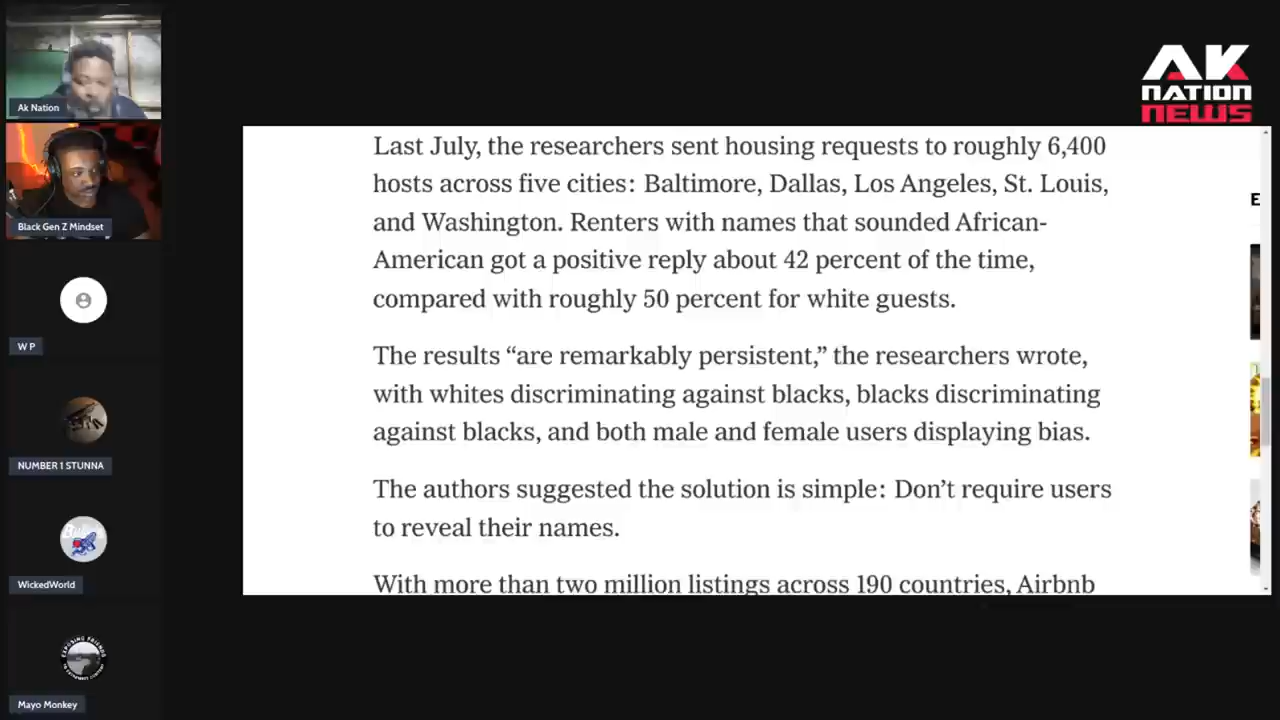 Ak Nation
Black Gen Z Mindset
W P
NUMBER 1 STUNNA
WickedWorld
Mayo Monkey
AK
NATION
NEWS
Last July, the researchers sent housing requests to roughly 6,400
hosts across five cities: Baltimore, Dallas, Los Angeles, St. Louis,
and Washington. Renters with names that sounded African-
American got a positive reply about 42 percent of the time,
compared with roughly 50 percent for white guests.
The results “are remarkably persistent,” the researchers wrote,
with whites discriminating against blacks, blacks discriminating
against blacks, and both male and female users displaying bias.
The authors suggested the solution is simple: Don’t require users
to reveal their names.
With more than two million listings across 190 countries, Airbnb
E